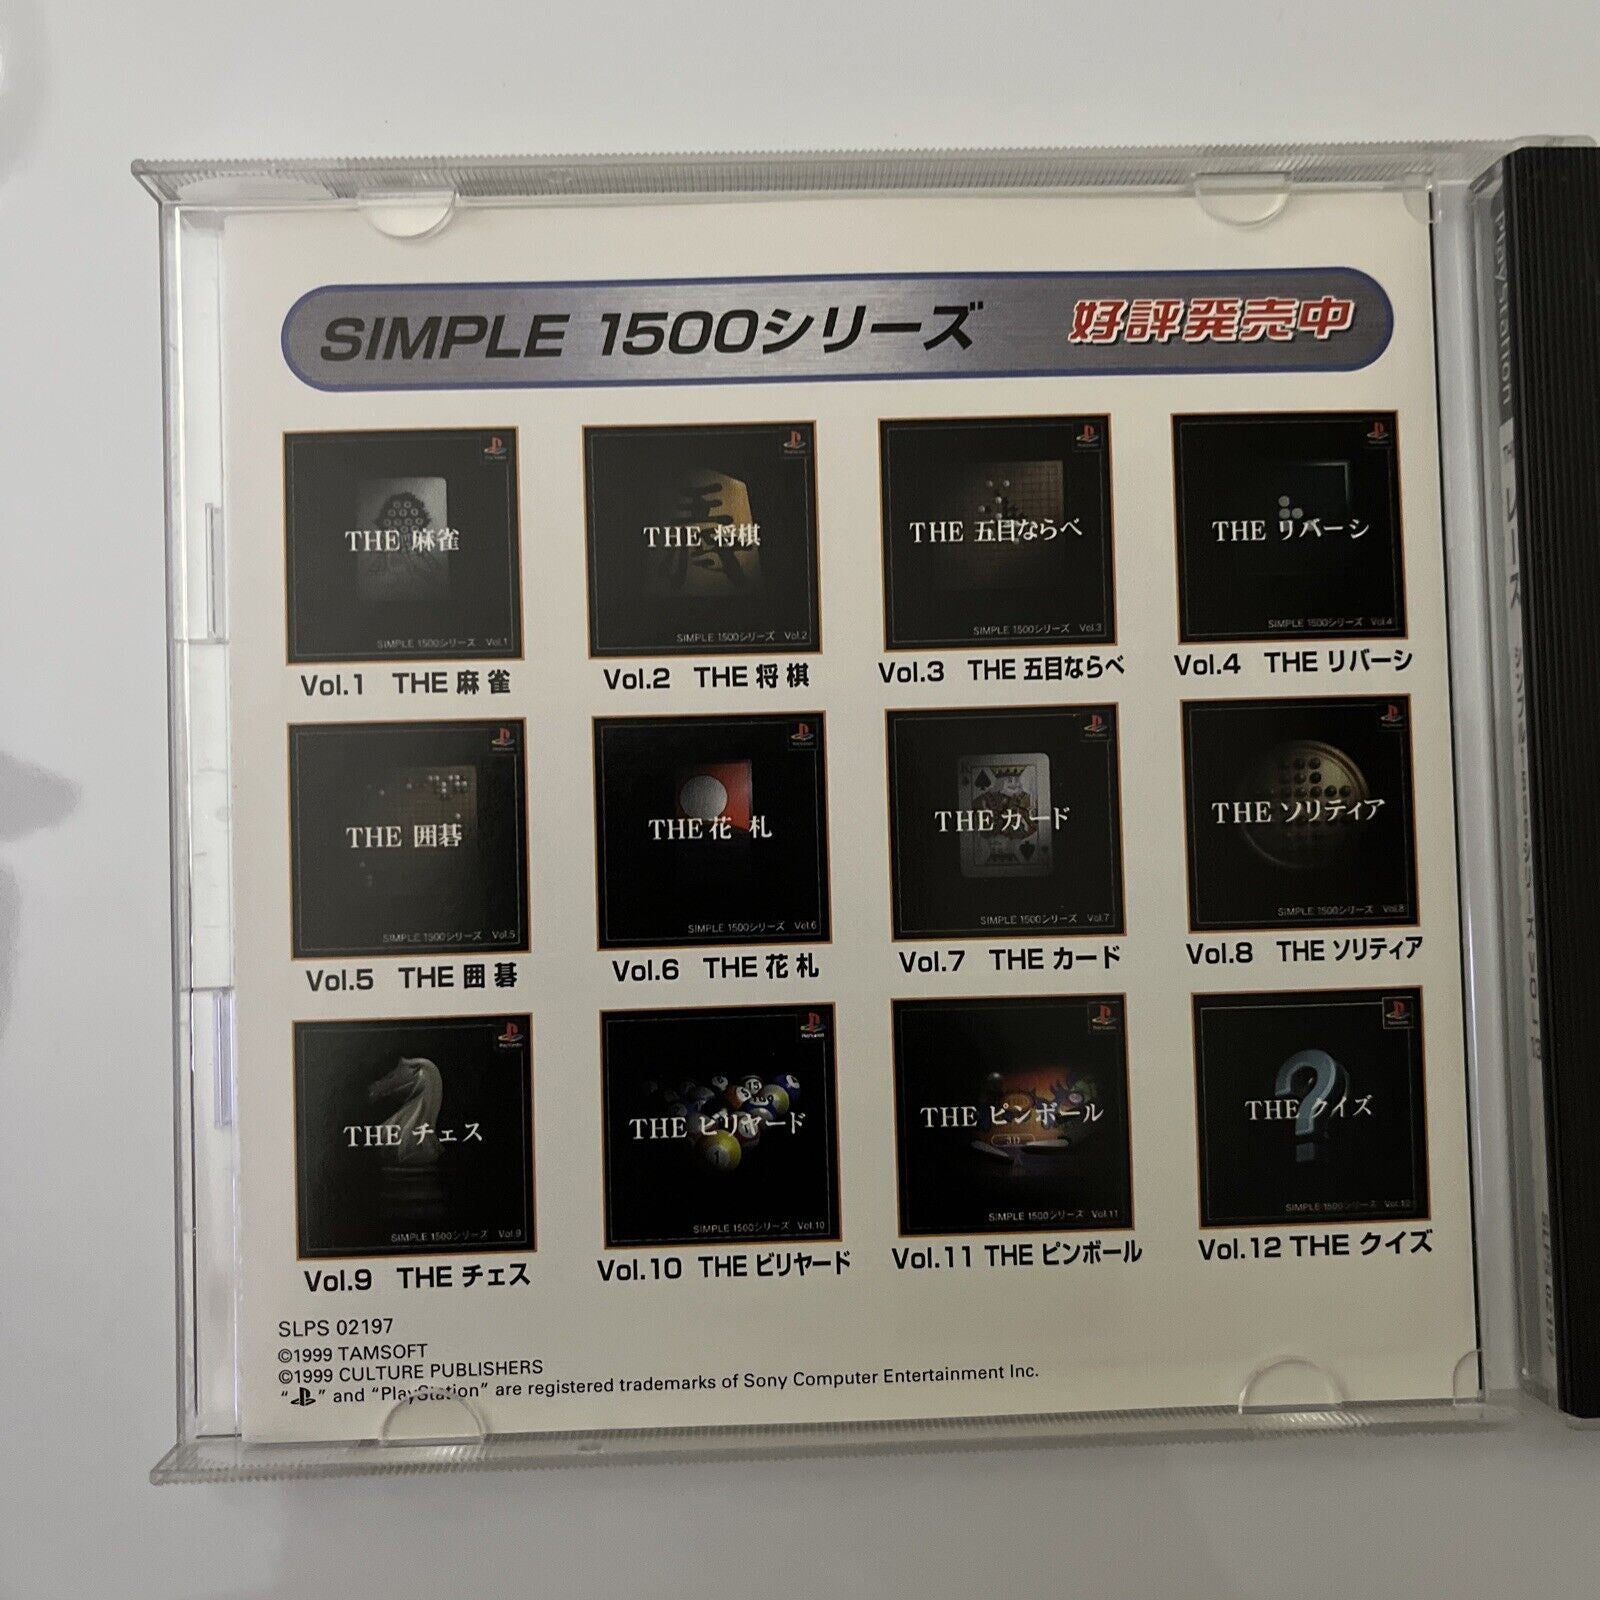 SIMPLE 1500シリーズ 好評発売中
THE 麻雀
SIMPLE 1500シリーズ Vol.1
Vol.1 THE 麻雀
THE 将棋
SIMPLE 1500シリーズ Vol.2
Vol.2 THE 将棋
THE 五目ならべ
SIMPLE 1500シリーズ Vol.3
Vol.3 THE 五目ならべ
THE リバーシ
SIMPLE 1500シリーズ Vol.4
Vol.4 THE リバーシ
THE 囲碁
SIMPLE 1500シリーズ Vol.5
Vol.5 THE 囲碁
THE 花札
SIMPLE 1500シリーズ Vol.6
Vol.6 THE 花札
THE カード
SIMPLE 1500シリーズ Vol.7
Vol.7 THE カード
THE ソリティア
SIMPLE 1500シリーズ Vol.8
Vol.8 THE ソリティア
THE チェス
SIMPLE 1500シリーズ Vol.9
Vol.9 THE チェス
THE ビリヤード
SIMPLE 1500シリーズ Vol.10
Vol.10 THE ビリヤード
THE ピンボール
3D
SIMPLE 1500シリーズ Vol.11
Vol.11 THE ピンボール
THE クイズ
SIMPLE 1500シリーズ Vol.12
Vol.12 THE クイズ
SLPS 02197
©1999 TAMSOFT
©1999 CULTURE PUBLISHERS
“ ” and “PlayStation” are registered trademarks of Sony Computer Entertainment Inc.
PlayStation
SLPS 02197